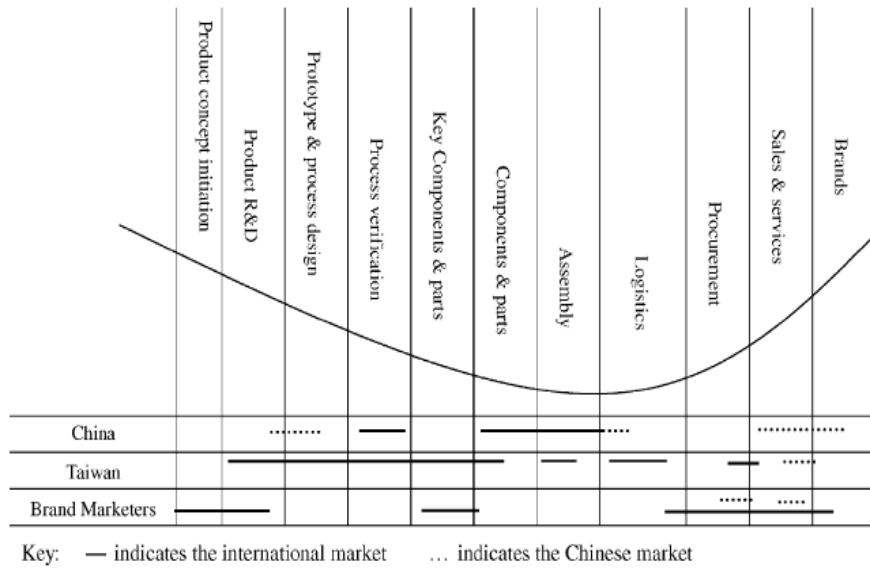 Product concept initiation
Product R&D
Prototype & process design
Process verification
Key Components & parts
Components & parts
Assembly
Logistics
Procurement
Sales & services
Brands
China
Taiwan
Brand Marketers
Key: — indicates the international market ... indicates the Chinese market